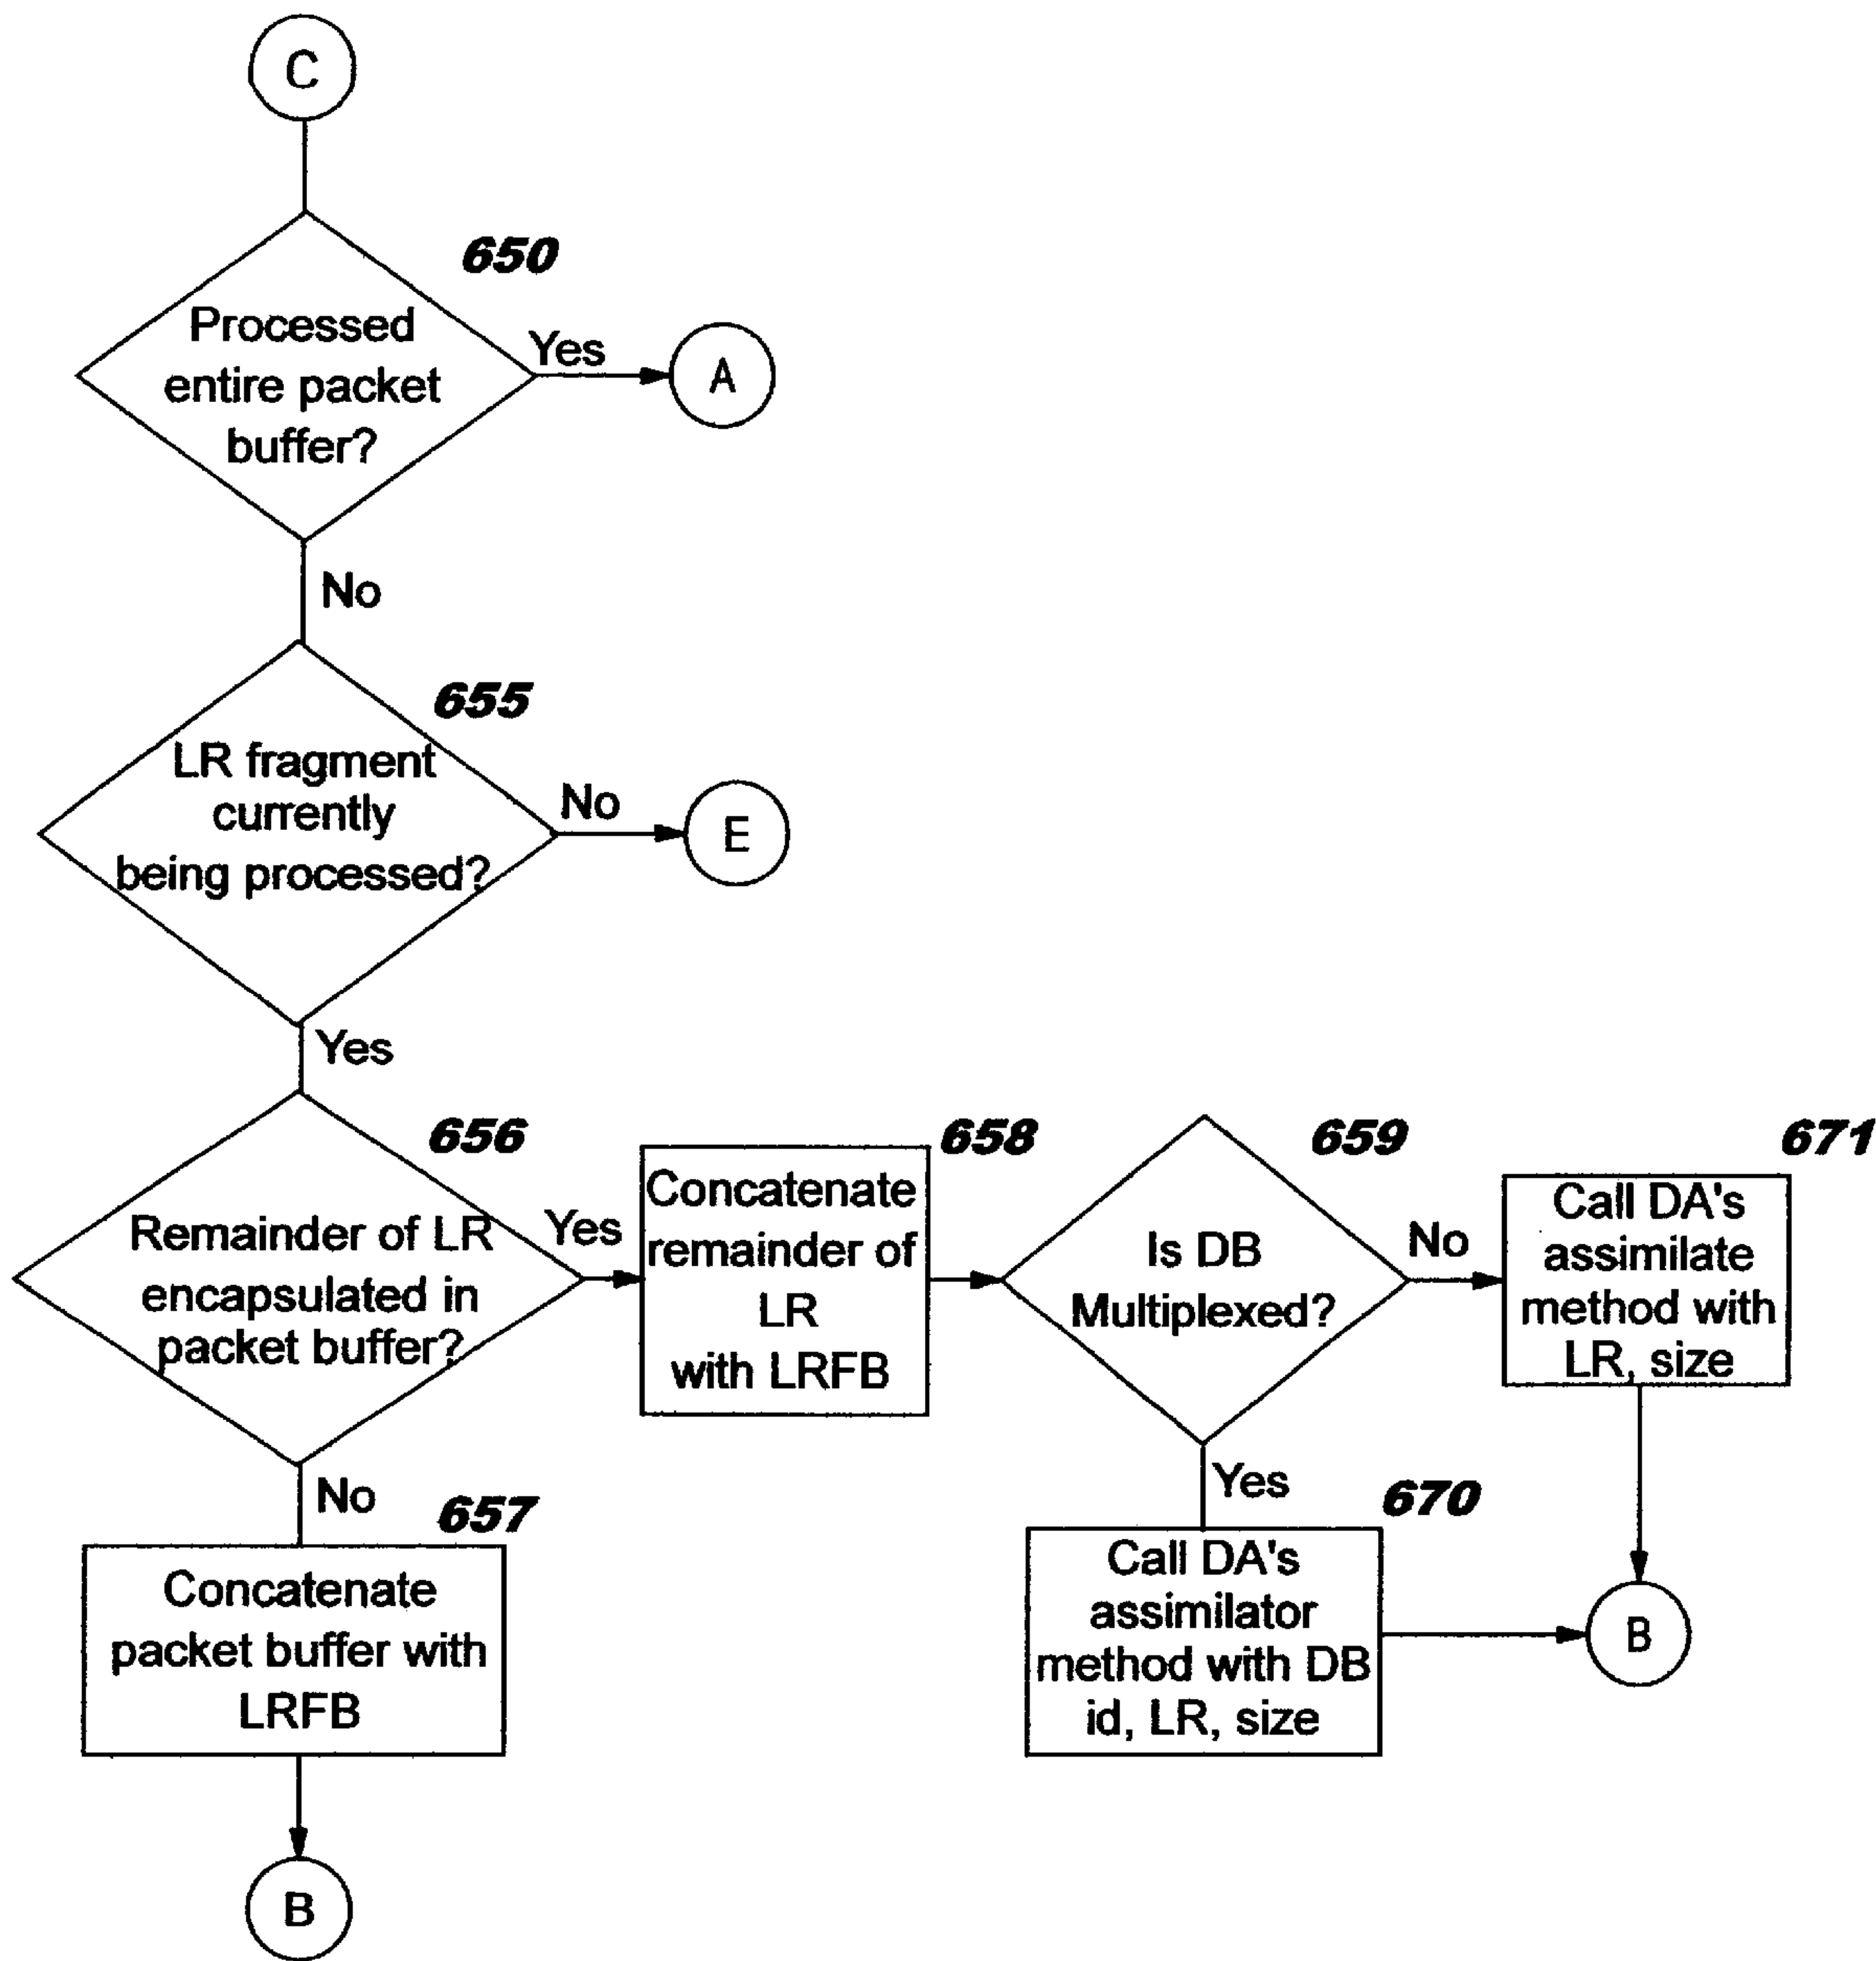 C
650
Processed
entire packet
buffer?
Yes
A
No
655
LR fragment
currently
being processed?
No
E
Yes
656
Remainder of LR
encapsulated in
packet buffer?
Yes
658
Concatenate
remainder of
LR
with LRFB
659
Is DB
Multiplexed?
No
671
Call DA's
assimilate
method with
LR, size
Yes
670
Call DA's
assimilator
method with DB
id, LR, size
B
No
657
Concatenate
packet buffer with
LRFB
B